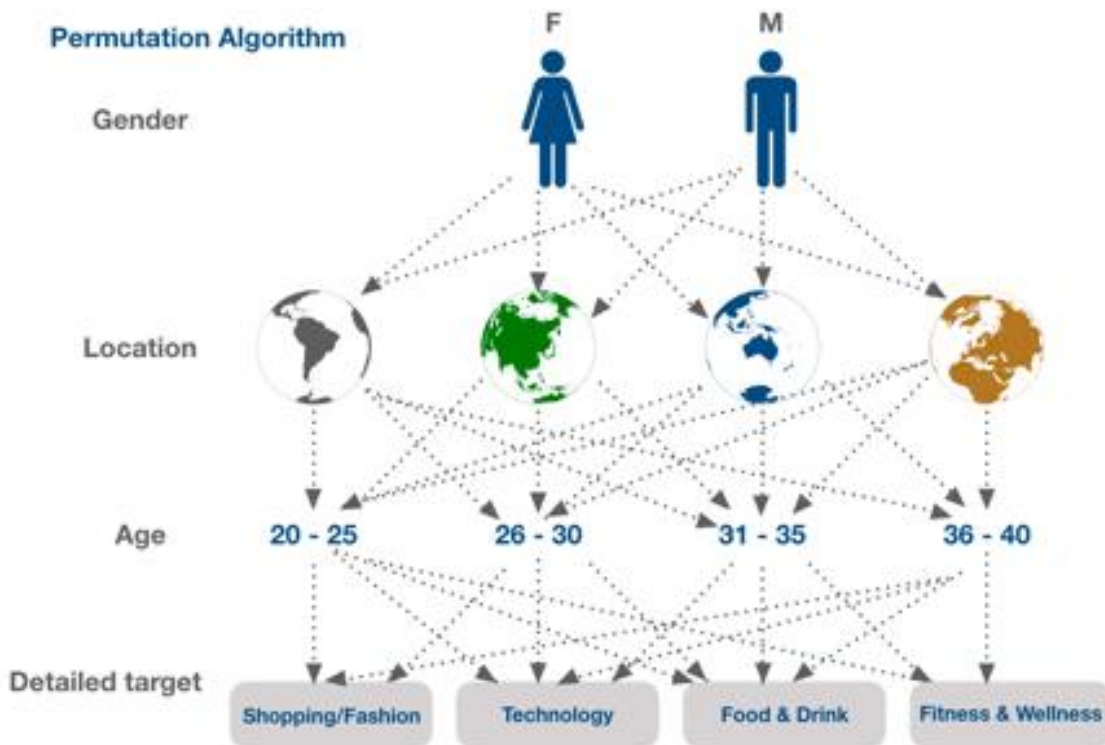 F M
Permutation Algorithm
Gender
Location
Age
20 - 25 26 - 30 31 - 35 36 - 40
Detailed target
Shopping/Fashion Technology Food & Drink Fitness & Wellness